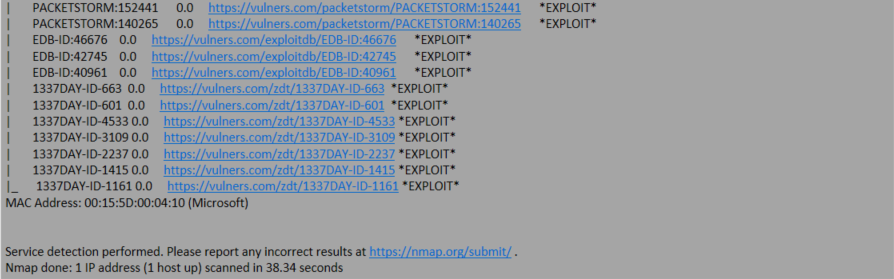 | PACKETSTORM:152441 0.0 https://vulners.com/packetstorm/PACKETSTORM:152441 *EXPLOIT*
| PACKETSTORM:140265 0.0 https://vulners.com/packetstorm/PACKETSTORM:140265 *EXPLOIT*
| EDB-ID:46676 0.0 https://vulners.com/exploitdb/EDB-ID:46676 *EXPLOIT*
| EDB-ID:42745 0.0 https://vulners.com/exploitdb/EDB-ID:42745 *EXPLOIT*
| EDB-ID:40961 0.0 https://vulners.com/exploitdb/EDB-ID:40961 *EXPLOIT*
| 1337DAY-ID-663 0.0 https://vulners.com/zdt/1337DAY-ID-663 *EXPLOIT*
| 1337DAY-ID-601 0.0 https://vulners.com/zdt/1337DAY-ID-601 *EXPLOIT*
| 1337DAY-ID-4533 0.0 https://vulners.com/zdt/1337DAY-ID-4533 *EXPLOIT*
| 1337DAY-ID-3109 0.0 https://vulners.com/zdt/1337DAY-ID-3109 *EXPLOIT*
| 1337DAY-ID-2237 0.0 https://vulners.com/zdt/1337DAY-ID-2237 *EXPLOIT*
| 1337DAY-ID-1415 0.0 https://vulners.com/zdt/1337DAY-ID-1415 *EXPLOIT*
|_ 1337DAY-ID-1161 0.0 https://vulners.com/zdt/1337DAY-ID-1161 *EXPLOIT*
MAC Address: 00:15:5D:00:04:10 (Microsoft)
Service detection performed. Please report any incorrect results at https://nmap.org/submit/ .
Nmap done: 1 IP address (1 host up) scanned in 38.34 seconds